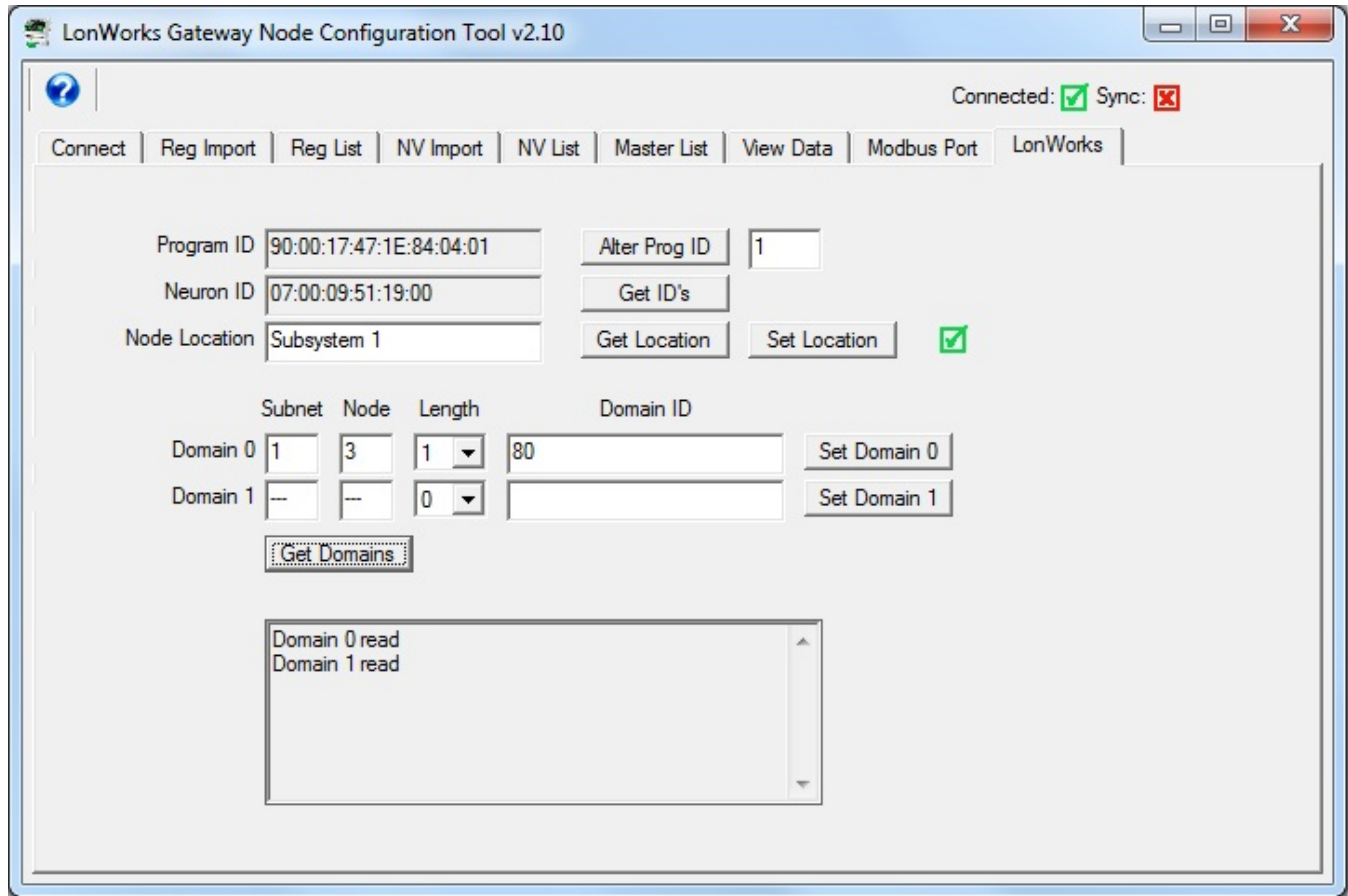 LonWorks Gateway Node Configuration Tool v2.10
Connected: Sync:
Connect Reg Import Reg List NV Import NV List Master List View Data Modbus Port LonWorks
Program ID 90:00:17:47:1E:84:04:01 Alter Prog ID 1
Neuron ID 07:00:09:51:19:00 Get ID's
Node Location Subsystem 1 Get Location Set Location
Subnet Node Length Domain ID
Domain 0 1 3 1 80 Set Domain 0
Domain 1 --- --- 0 Set Domain 1
Get Domains
Domain 0 read
Domain 1 read